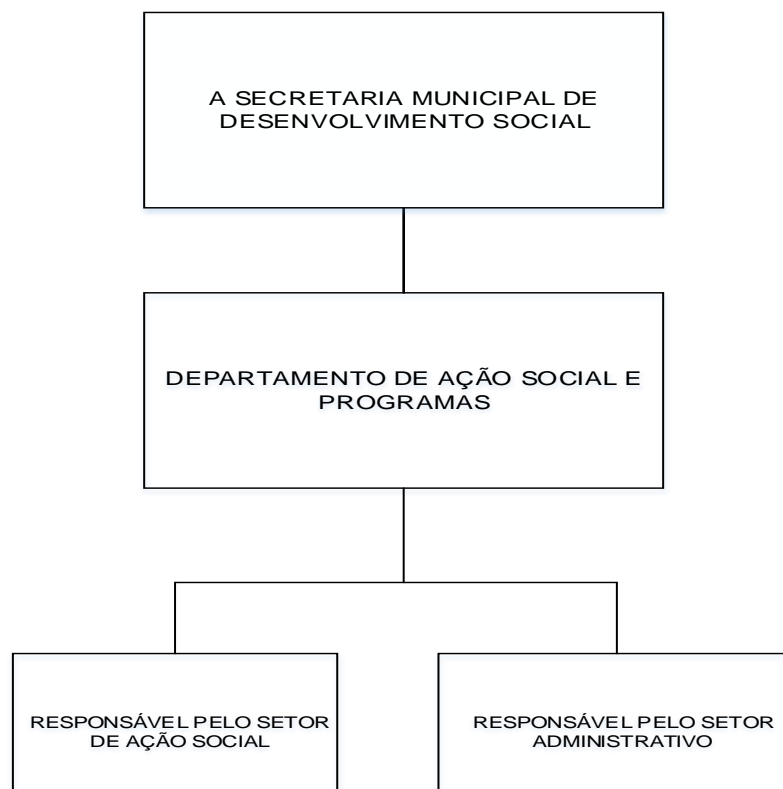 A SECRETARIA MUNICIPAL DE
DESENVOLVIMENTO SOCIAL
DEPARTAMENTO DE AÇÃO SOCIAL E
PROGRAMAS
RESPONSÁVEL PELO SETOR
DE AÇÃO SOCIAL
RESPONSÁVEL PELO SETOR
ADMINISTRATIVO